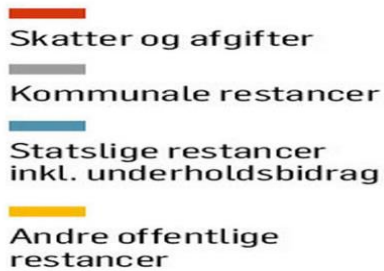 Skatter og afgifter
Kommunale restancer
Statslige restancer
inkl. underholdsbidrag
Andre offentlige
restancer